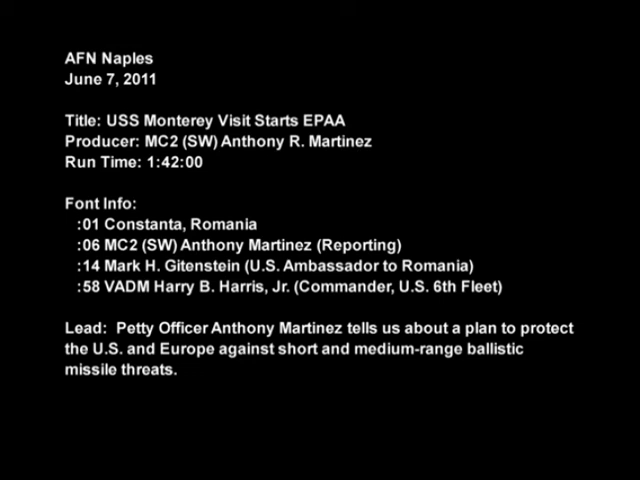 AFN Naples
June 7, 2011
Title: USS Monterey Visit Starts EPAA
Producer: MC2 (SW) Anthony R. Martinez
Run Time: 1:42:00
Font Info:
:01 Constanta, Romania
:06 MC2 (SW) Anthony Martinez (Reporting)
:14 Mark H. Gitenstein (U.S. Ambassador to Romania)
:58 VADM Harry B. Harris, Jr. (Commander, U.S. 6th Fleet)
Lead:  Petty Officer Anthony Martinez tells us about a plan to protect
the U.S. and Europe against short and medium-range ballistic
missile threats.